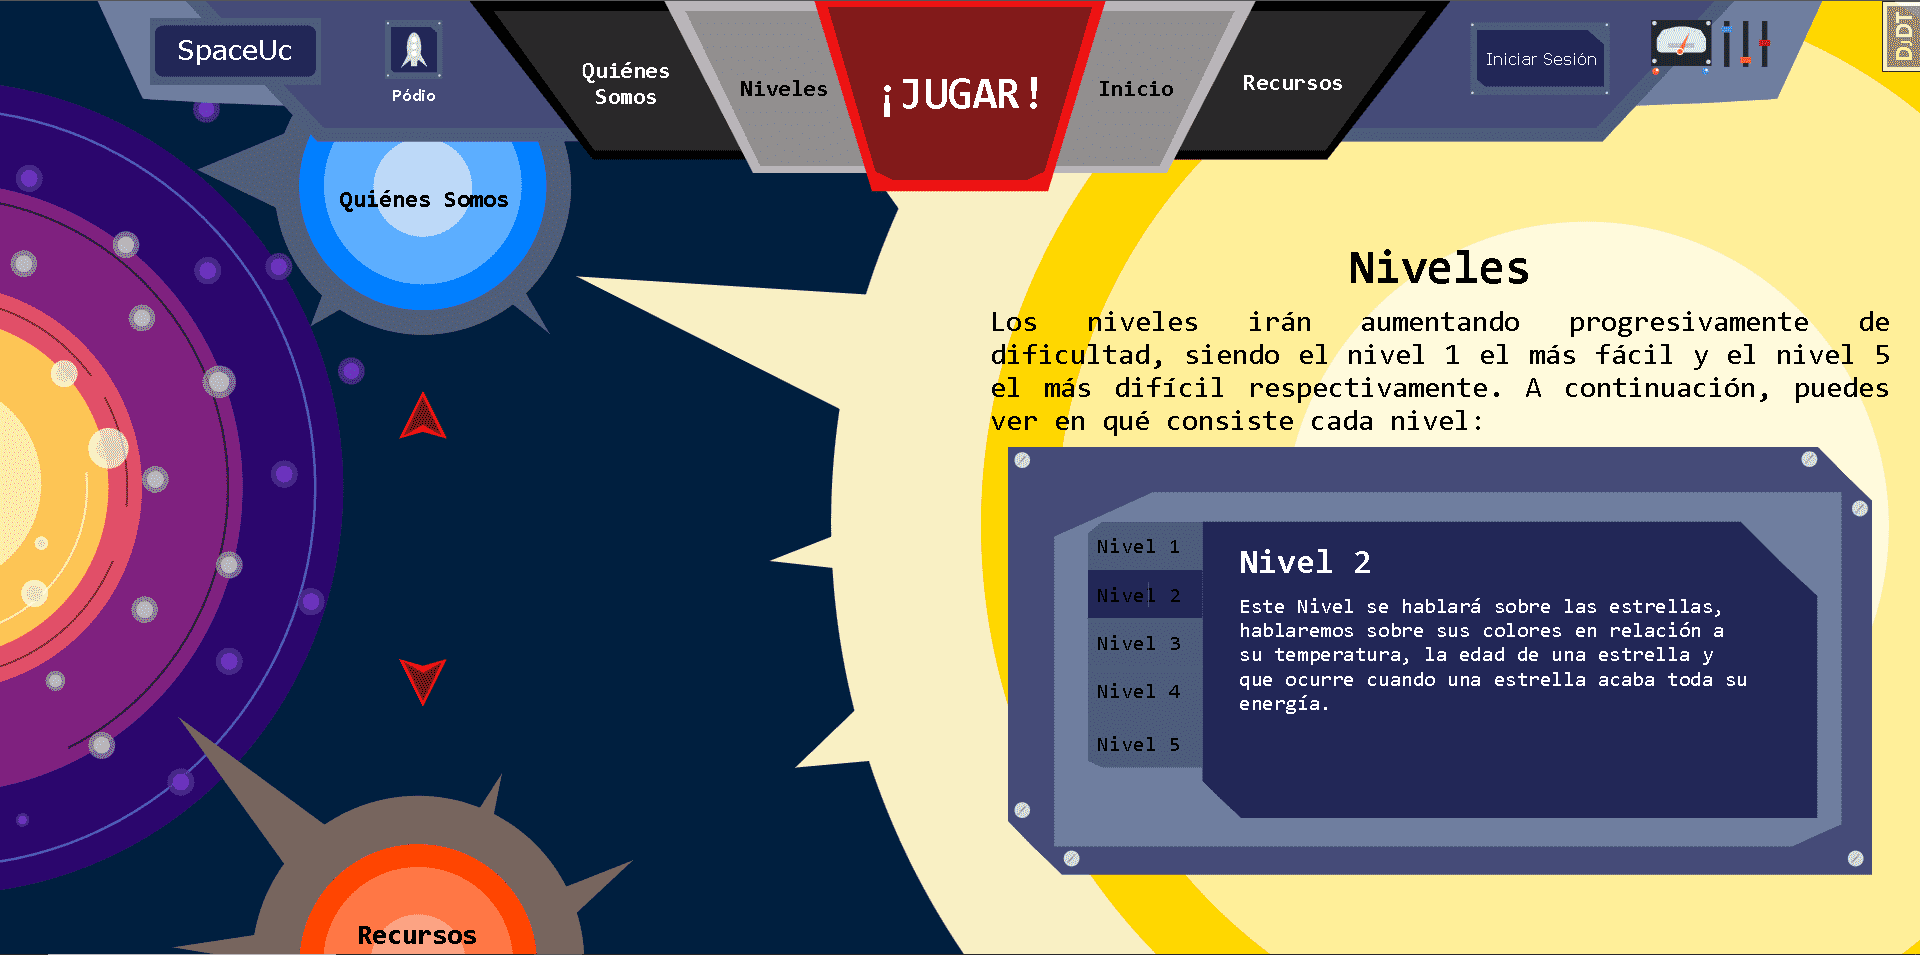 SpaceUc
Pódio
Quiénes
Somos
Niveles
¡JUGAR!
Inicio
Recursos
Iniciar Sesión
DDT
Quiénes Somos
Niveles
Los niveles irán aumentando progresivamente de
dificultad, siendo el nivel 1 el más fácil y el nivel 5
el más difícil respectivamente. A continuación, puedes
ver en qué consiste cada nivel:
Nivel 1
Nivel 2
Nivel 3
Nivel 4
Nivel 5
Nivel 2
Este Nivel se hablará sobre las estrellas,
hablaremos sobre sus colores en relación a
su temperatura, la edad de una estrella y
que ocurre cuando una estrella acaba toda su
energía.
Recursos